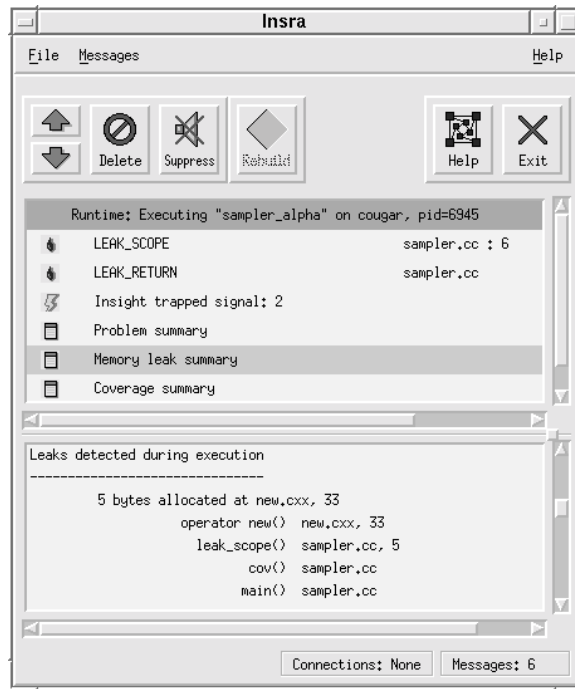 Insra
File Messages Help
Delete Suppress Rebuild Help Exit
Runtime: Executing "sampler_alpha" on cougar, pid=6945
LEAK_SCOPE sampler.cc : 6
LEAK_RETURN sampler.cc
Insight trapped signal: 2
Problem summary
Memory leak summary
Coverage summary
Leaks detected during execution
-------------------------------
5 bytes allocated at new.cxx, 33
operator new() new.cxx, 33
leak_scope() sampler.cc, 5
cov() sampler.cc
main() sampler.cc
Connections: None Messages: 6